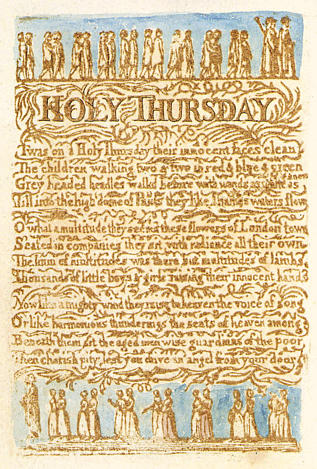 HOLY THURSDAY
Twas on a Holy Thursday their innocent faces clean
The children walking two & two in red & blue & green
Grey headed beadles walkd before with wands as white as snow
Till into the high dome of Pauls they like Thames waters flow
O what a multitude they seemd these flowers of London town
Seated in companies they sit with radiance all their own
The hum of multitudes was there but multitudes of lambs
Thousands of little boys & girls raising their innocent hands
Now like a mighty wind they raise to heaven the voice of song
Or like harmonious thunderings the seats of heaven among
Beneath them sit the aged men wise guardians of the poor
Then cherish pity, lest you drive an angel from your door